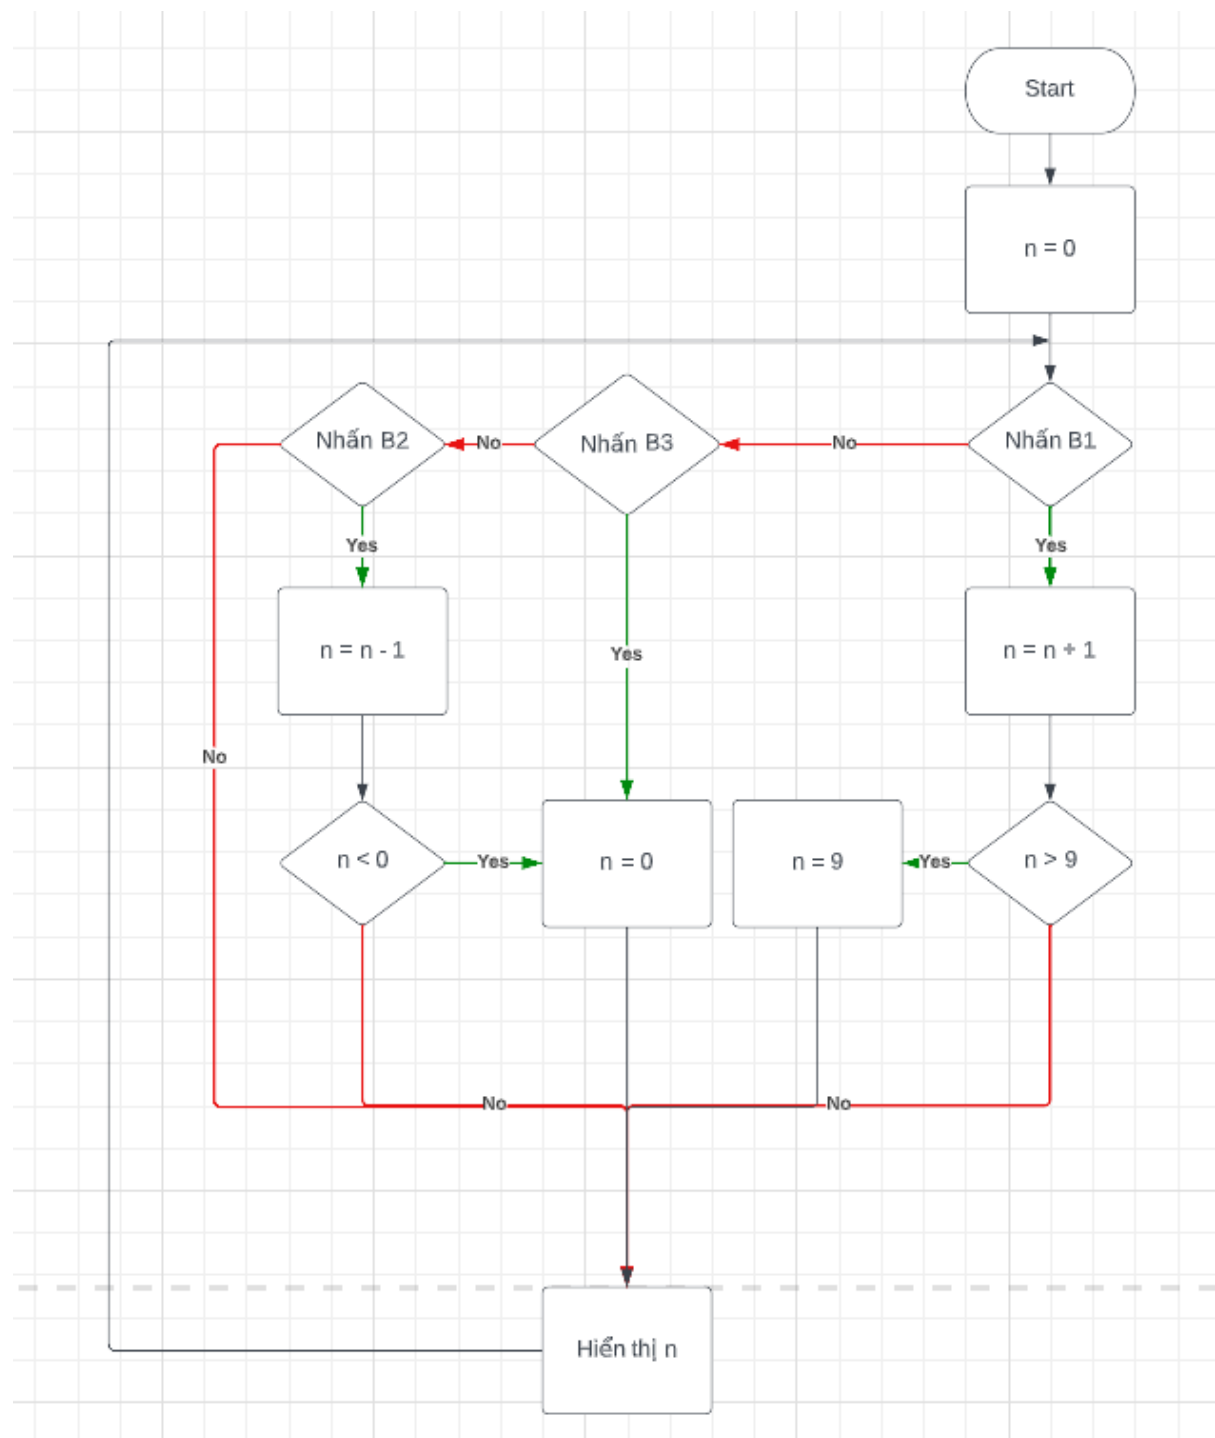 Start
n = 0
Nhấn B2
No
Nhấn B3
No
Nhấn B1
Yes
Yes
n = n - 1
Yes
n = n + 1
No
n < 0
Yes
n = 0
n = 9
Yes
n > 9
No
No
Hiển thị n